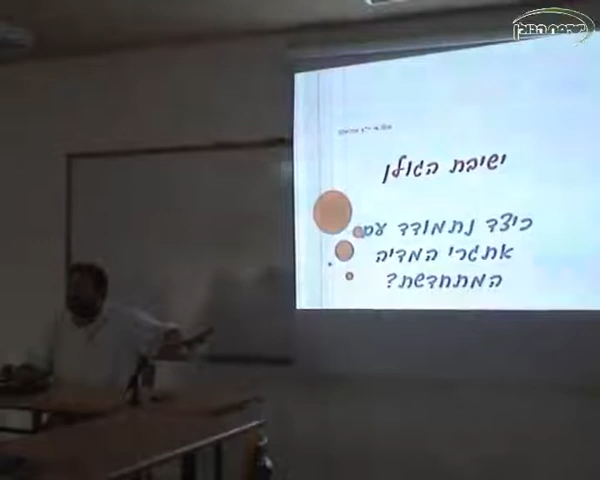 ישיבת הגולן
כיצד נתמודד עם
אתגרי המדיה
המתחדשת?